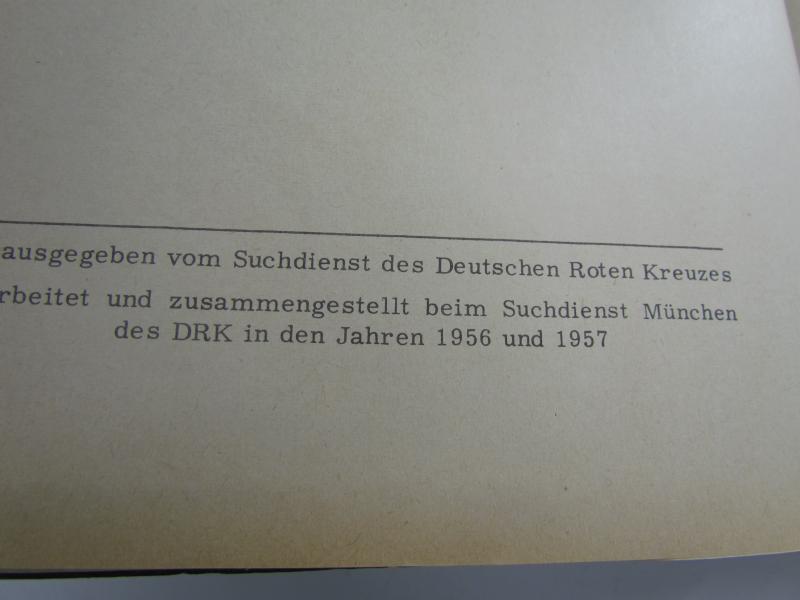 ausgegeben vom Suchdienst des Deutschen Roten Kreuzes
rbeitet und zusammengestellt beim Suchdienst München
des DRK in den Jahren 1956 und 1957